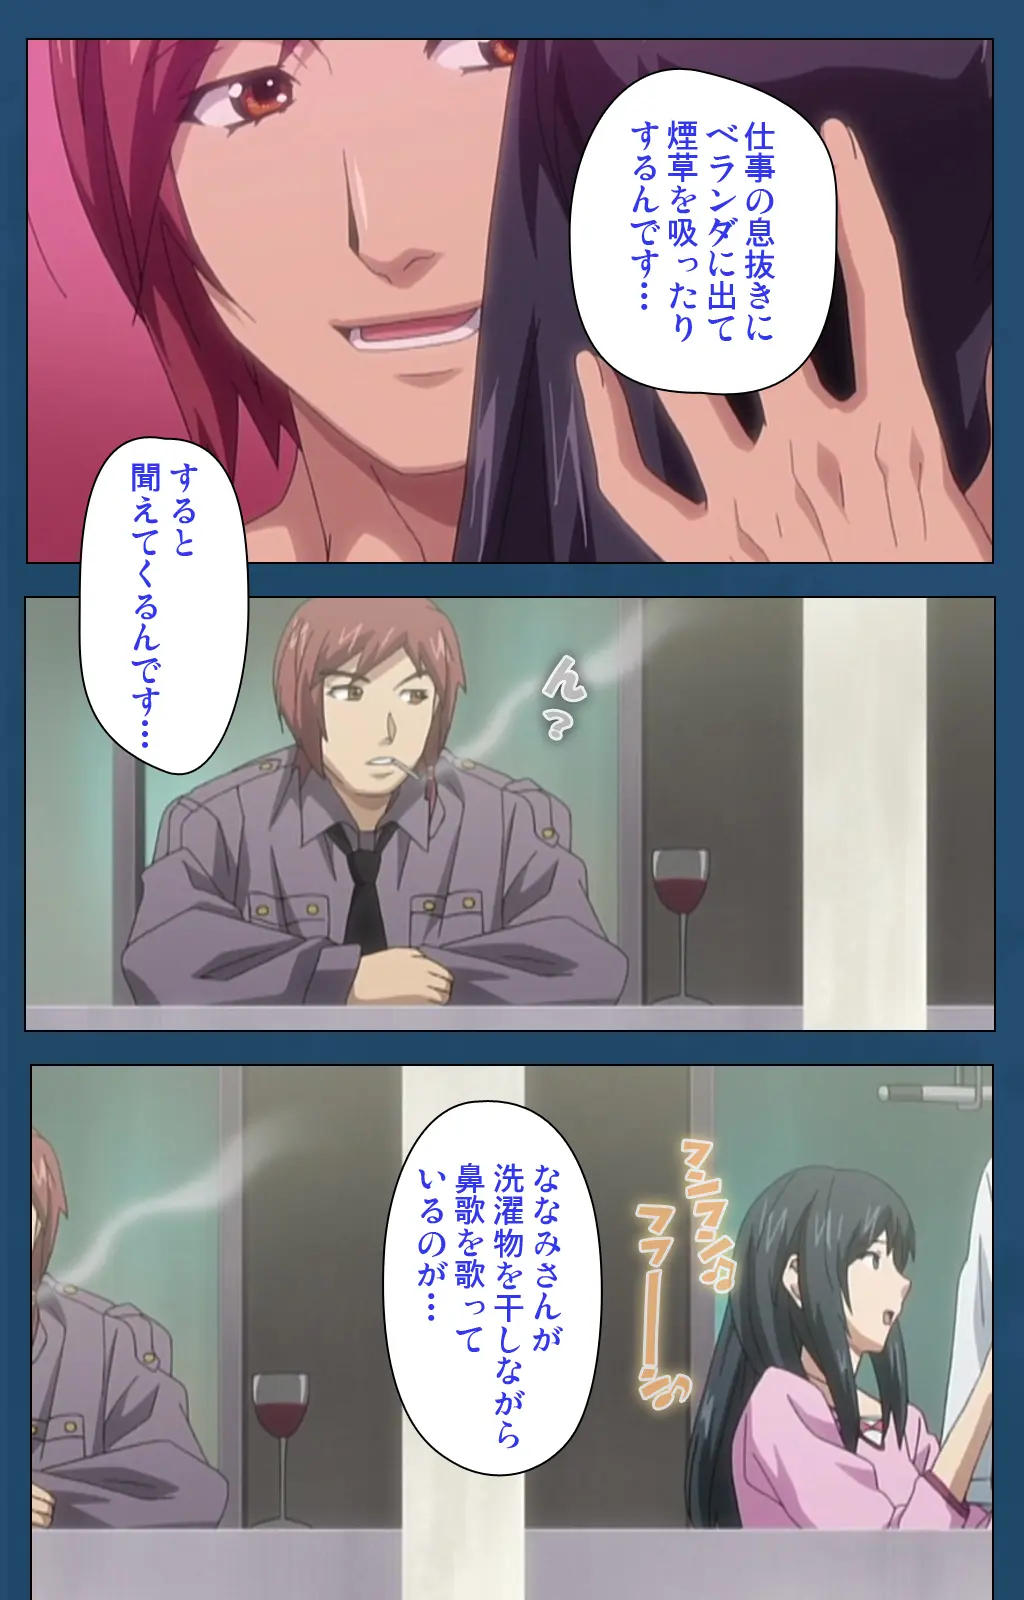 仕事の息抜きに
ベランダに出て
煙草を吸ったり
するんです…
すると
聞えてくるんです…
ん?
ななみさんが
洗濯物を干しながら
鼻歌を歌って
いるのが…
フンフン♫
フフーーン♪